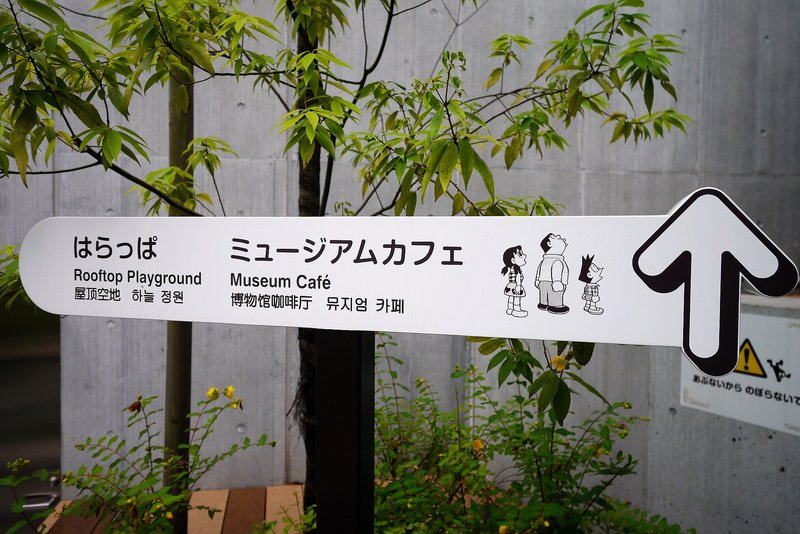 はらっぱ
Rooftop Playground
屋顶空地 하늘 정원
ミュージアムカフェ
Museum Café
博物馆咖啡厅 뮤지엄 카페
あぶないから のぼらないで